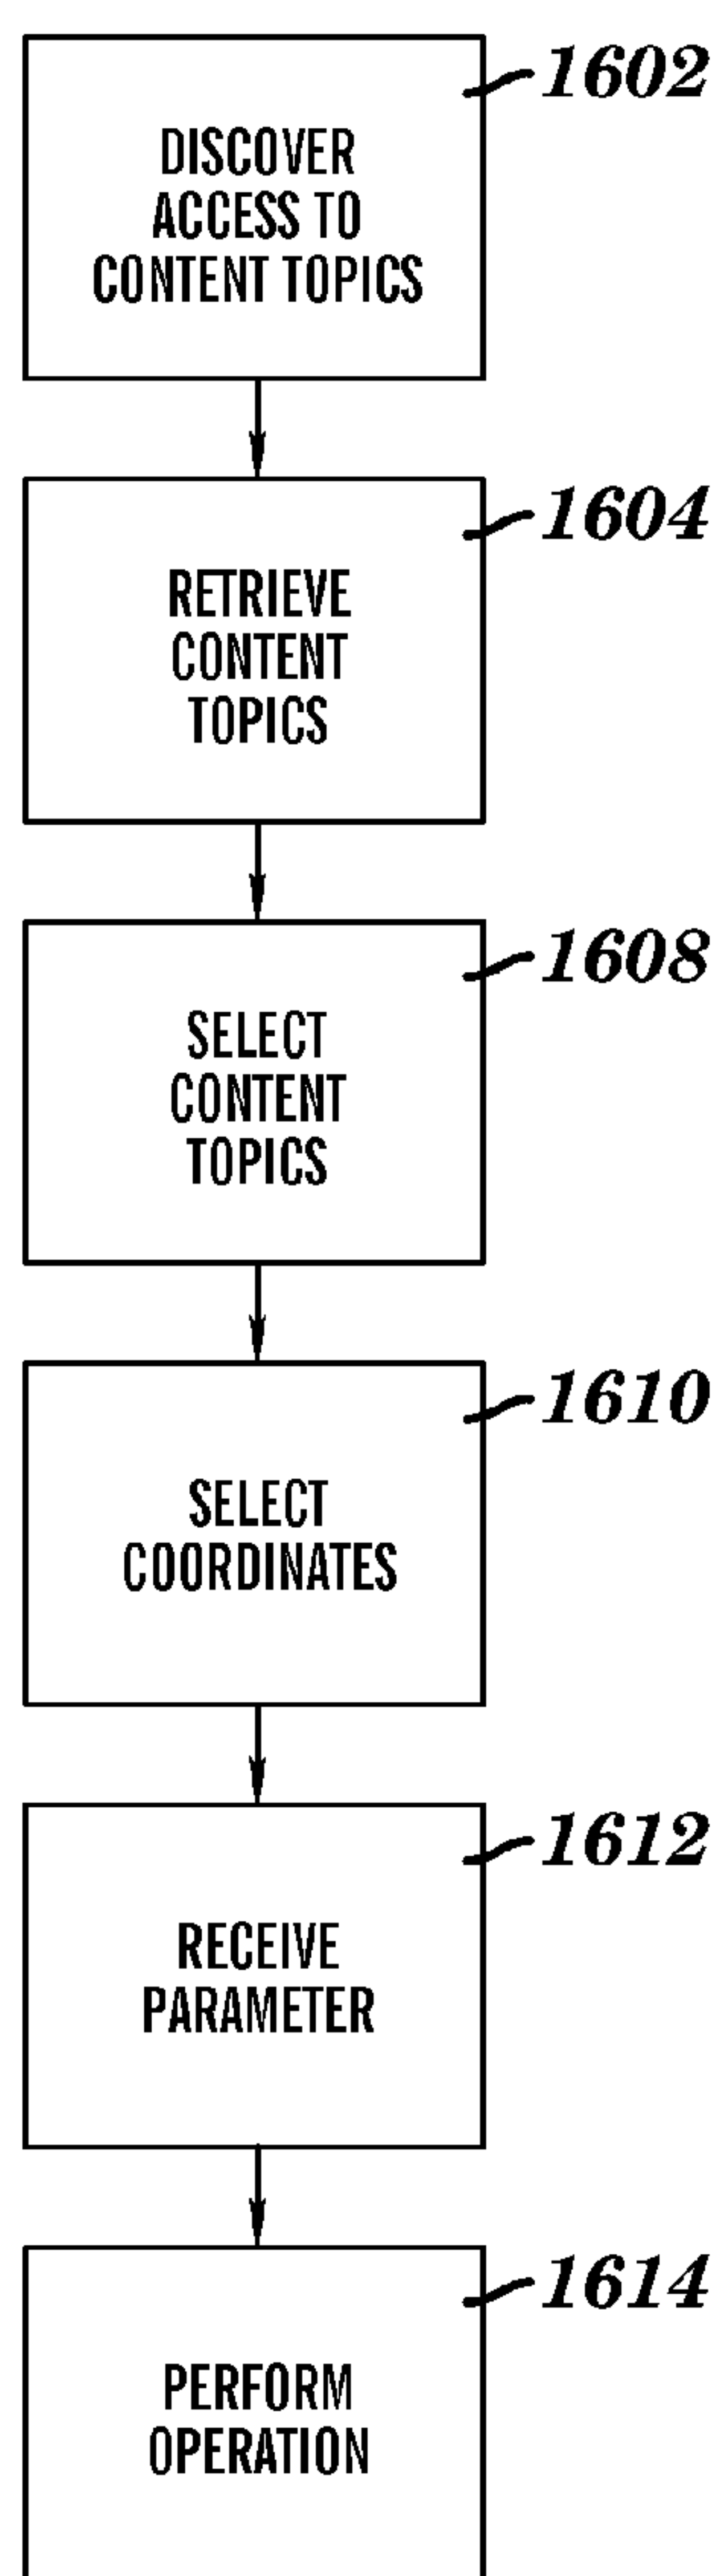 1602
DISCOVER
ACCESS TO
CONTENT TOPICS
1604
RETRIEVE
CONTENT
TOPICS
1608
SELECT
CONTENT
TOPICS
1610
SELECT
COORDINATES
1612
RECEIVE
PARAMETER
1614
PERFORM
OPERATION